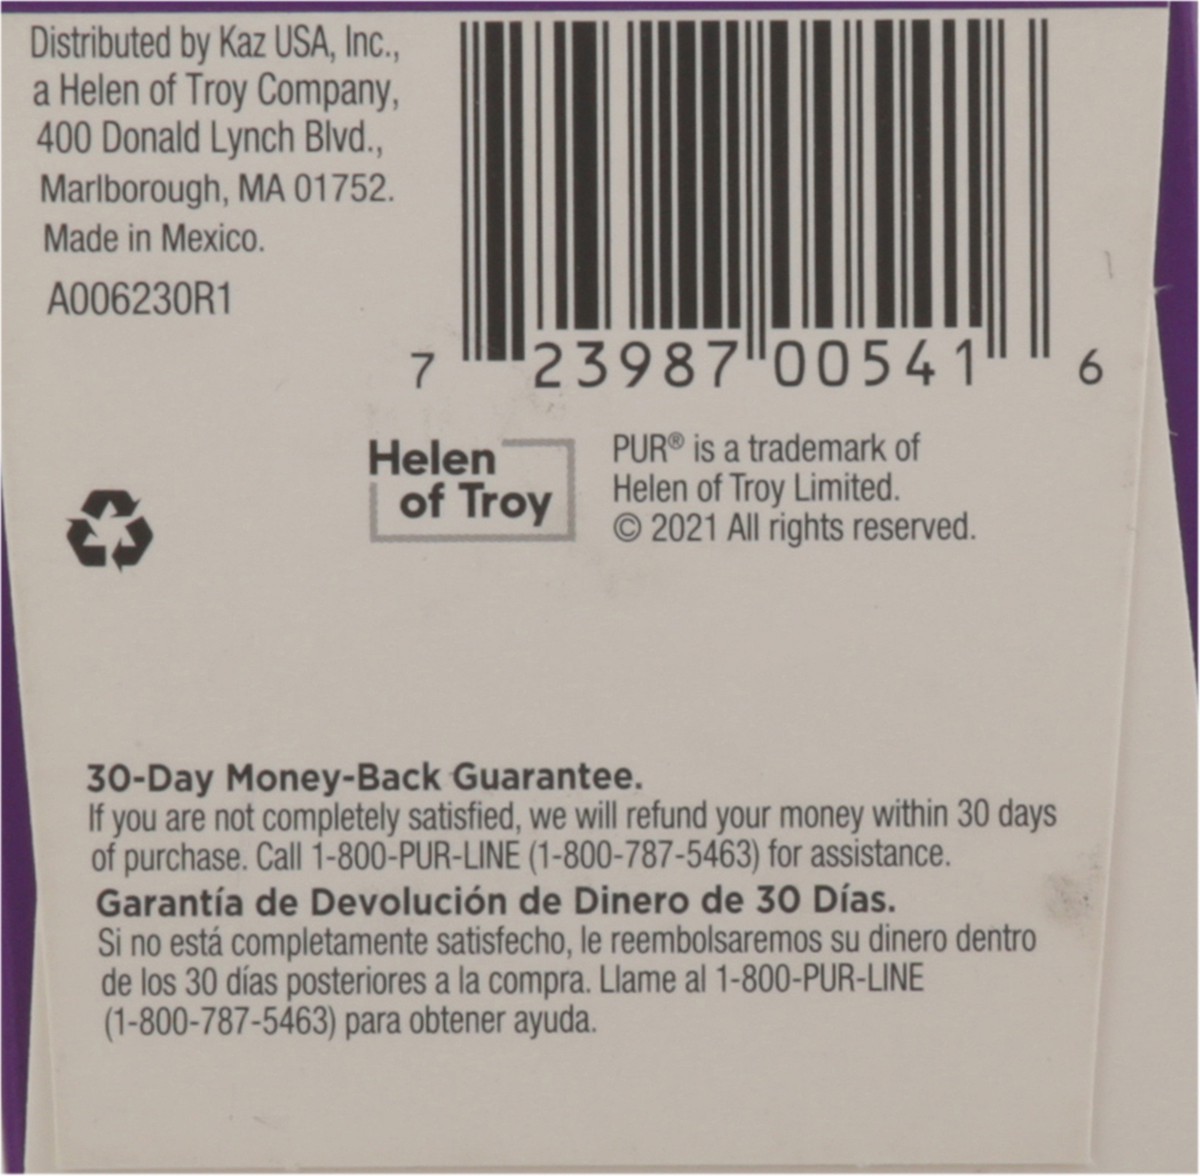 Distributed by Kaz USA, Inc.,
a Helen of Troy Company,
400 Donald Lynch Blvd.,
Marlborough, MA 01752.
Made in Mexico.
A006230R1
7 23987 00541 6
Helen
of Troy
PUR® is a trademark of
Helen of Troy Limited.
© 2021 All rights reserved.
30-Day Money-Back Guarantee.
If you are not completely satisfied, we will refund your money within 30 days
of purchase. Call 1-800-PUR-LINE (1-800-787-5463) for assistance.
Garantía de Devolución de Dinero de 30 Días.
Si no está completamente satisfecho, le reembolsaremos su dinero dentro
de los 30 días posteriores a la compra. Llame al 1-800-PUR-LINE
(1-800-787-5463) para obtener ayuda.